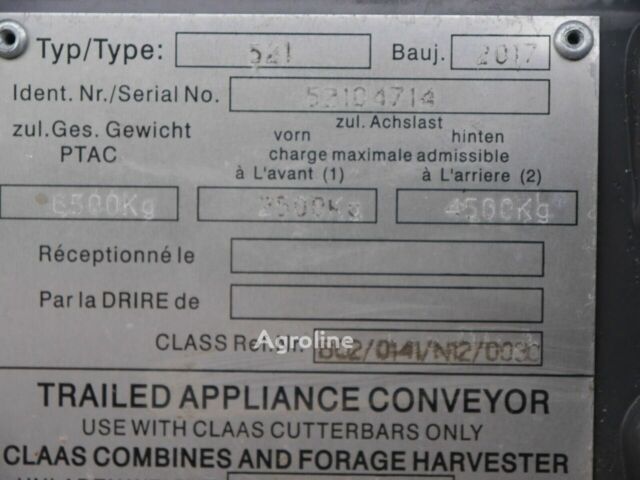 Typ/Type: 521 Bauj. 2017
Ident. Nr./Serial No. 53104714
zul.Ges. Gewicht zul. Achslast
PTAC vorn hinten
charge maximale admissible
à L'avant (1) à L'arriere (2)
6500Kg 2500Kg 4500Kg
Réceptionné le
Par la DRIRE de
CLASS Ref.
Agroline
TRAILED APPLIANCE CONVEYOR
USE WITH CLAAS CUTTERBARS ONLY
CLAAS COMBINES AND FORAGE HARVESTER